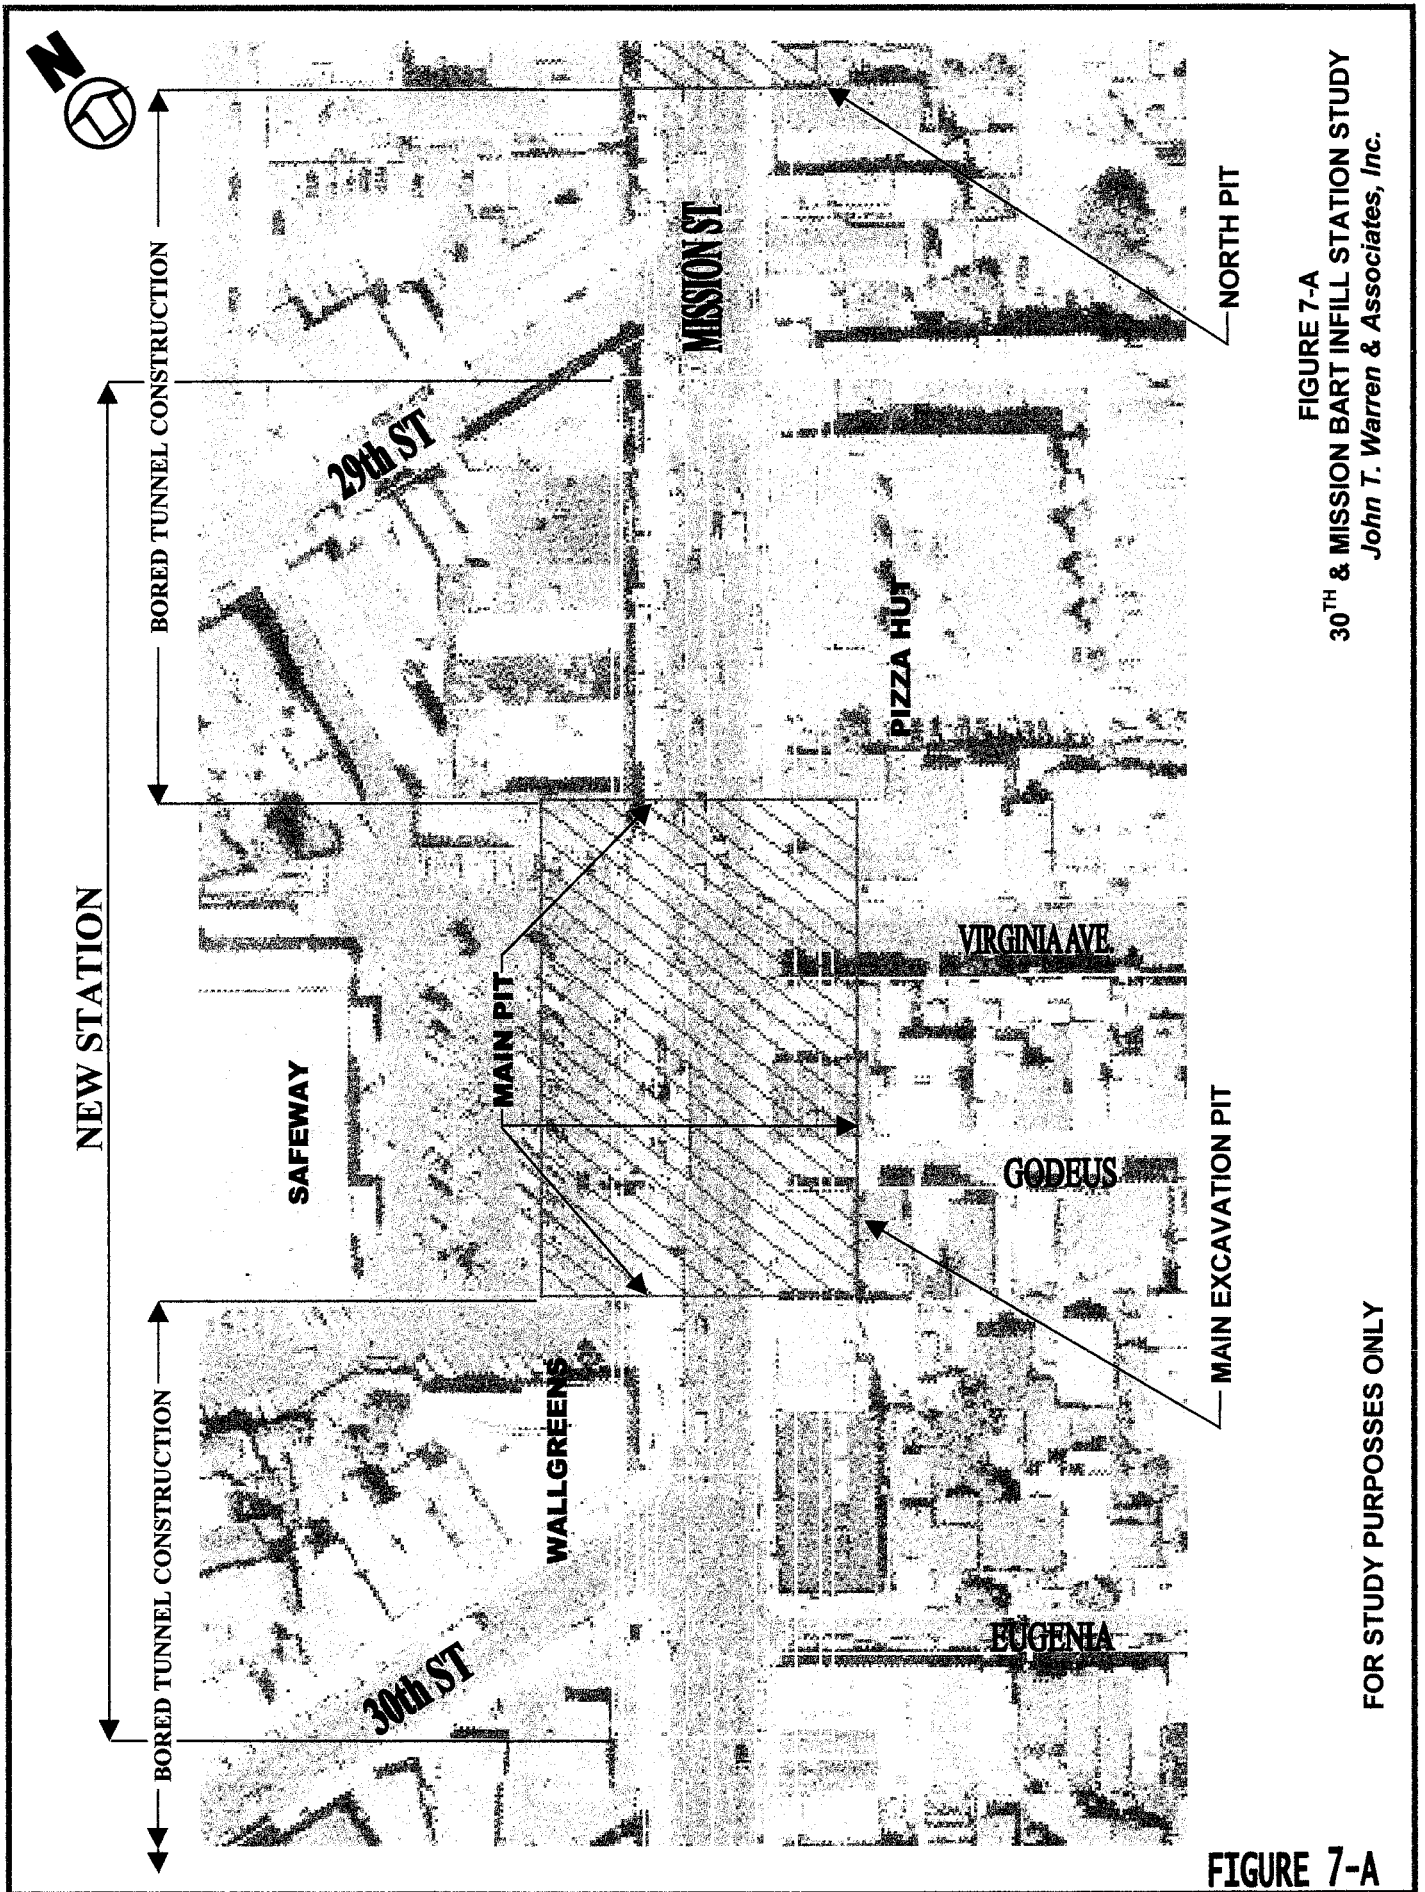 N
NEW STATION
BORED TUNNEL CONSTRUCTION
BORED TUNNEL CONSTRUCTION
SAFEWAY
29th ST
30th ST
MAIN PIT
WALLGREENS
MISSION ST
PIZZA HUT
VIRGINIA AVE.
GODEUS
EUGENIA
NORTH PIT
MAIN EXCAVATION PIT
FIGURE 7-A
30TH & MISSION BART INFILL STATION STUDY
John T. Warren & Associates, Inc.
FOR STUDY PURPOSSES ONLY
FIGURE 7-A